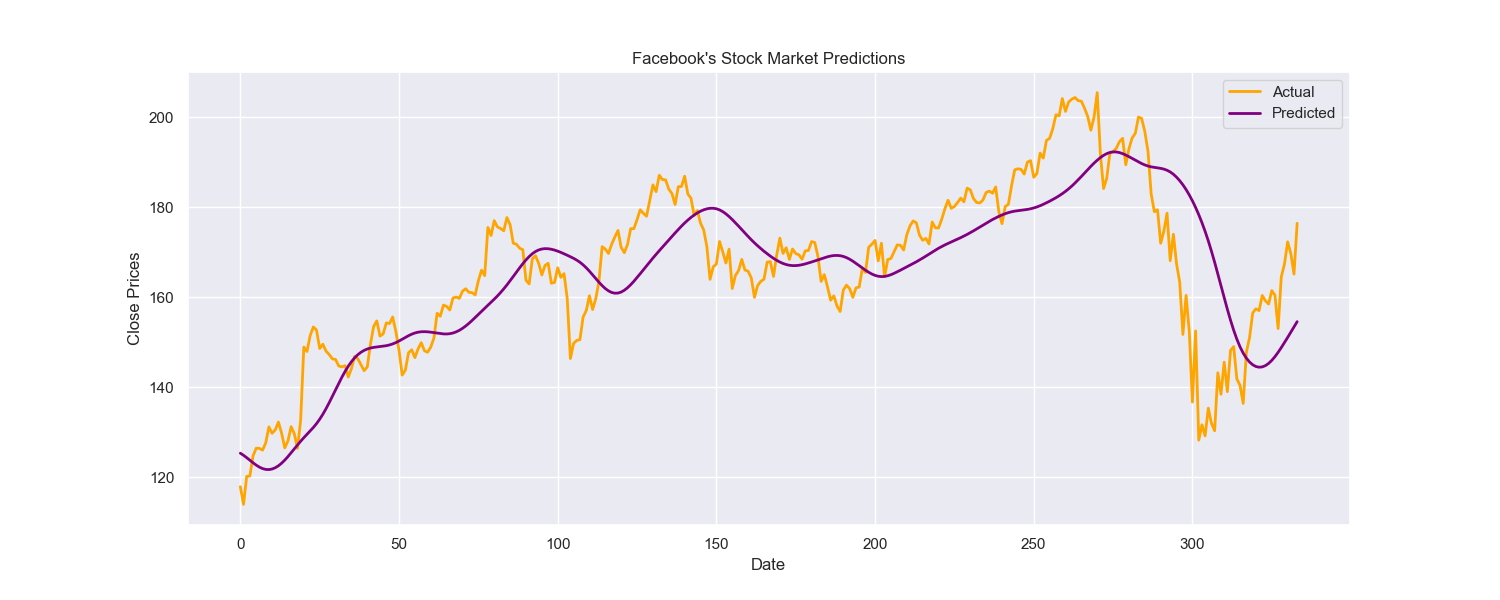 Facebook's Stock Market Predictions
Actual
Predicted
Close Prices
200
180
160
140
120
0 50 100 150 200 250 300
Date